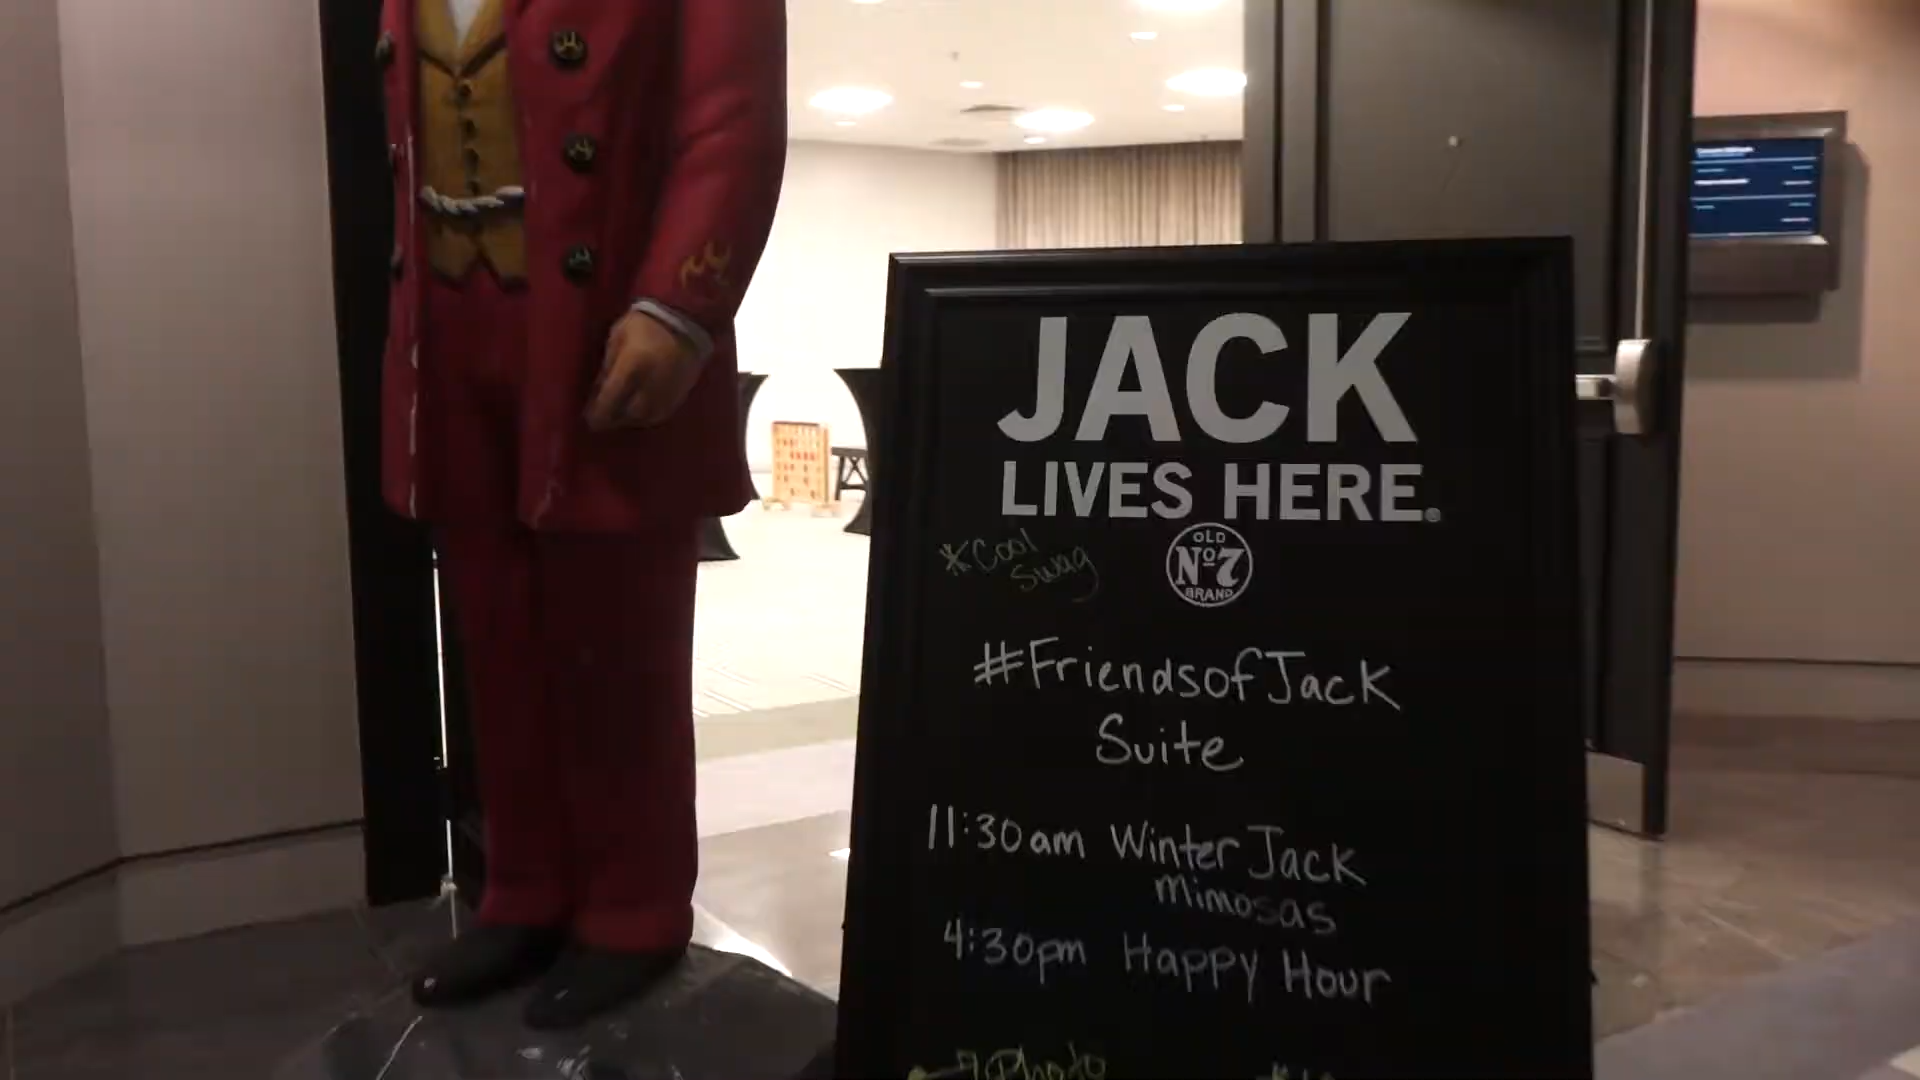 JACK
LIVES HERE.
OLD
Nº7
BRAND
*Cool
Swag
#FriendsofJack
Suite
11:30am Winter Jack
Mimosas
4:30pm Happy Hour
Photo